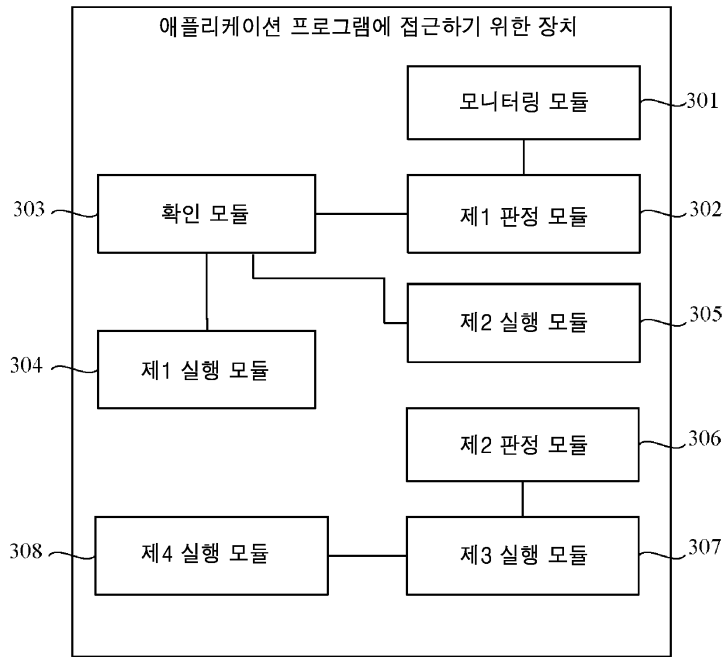 애플리케이션 프로그램에 접근하기 위한 장치
모니터링 모듈
301
303
확인 모듈
제1 판정 모듈
302
제2 실행 모듈
305
304
제1 실행 모듈
제2 판정 모듈
306
308
제4 실행 모듈
제3 실행 모듈
307